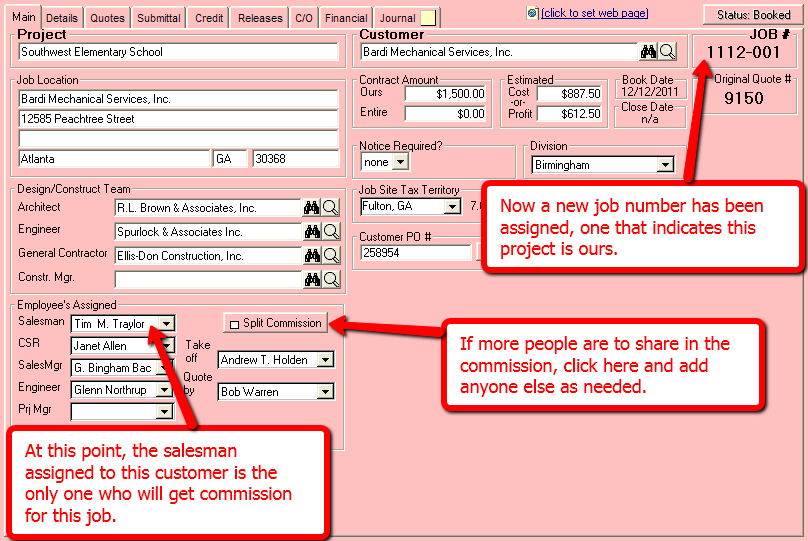 Main Details Quotes Submittal Credit Releases C/O Financial Journal (click to set web page) Status: Booked
Project
Southwest Elementary School
Customer
Bardi Mechanical Services, Inc.
JOB #
1112-001
Job Location
Bardi Mechanical Services, Inc.
12585 Peachtree Street
Atlanta GA 30368
Contract Amount
Ours $1,500.00
Entire $0.00
Estimated
Cost $887.50
-or-
Profit $612.50
Book Date
12/12/2011
Close Date
n/a
Original Quote #
9150
Notice Required?
none
Division
Birmingham
Design/Construct Team
Architect R.L. Brown & Associates, Inc.
Engineer Spurlock & Associates Inc.
General Contractor Ellis-Don Construction, Inc.
Constr. Mgr.
Job Site Tax Territory
Fulton, GA
Customer PO #
258954
Now a new job number has been
assigned, one that indicates this
project is ours.
Employee's Assigned
Salesman Tim M. Traylor
CSR Janet Allen
SalesMgr G. Bingham Bac
Engineer Glenn Northrup
Prj Mgr
Split Commission
Take
off Andrew T. Holden
Quote
by Bob Warren
If more people are to share in the
commission, click here and add
anyone else as needed.
At this point, the salesman
assigned to this customer is the
only one who will get commission
for this job.